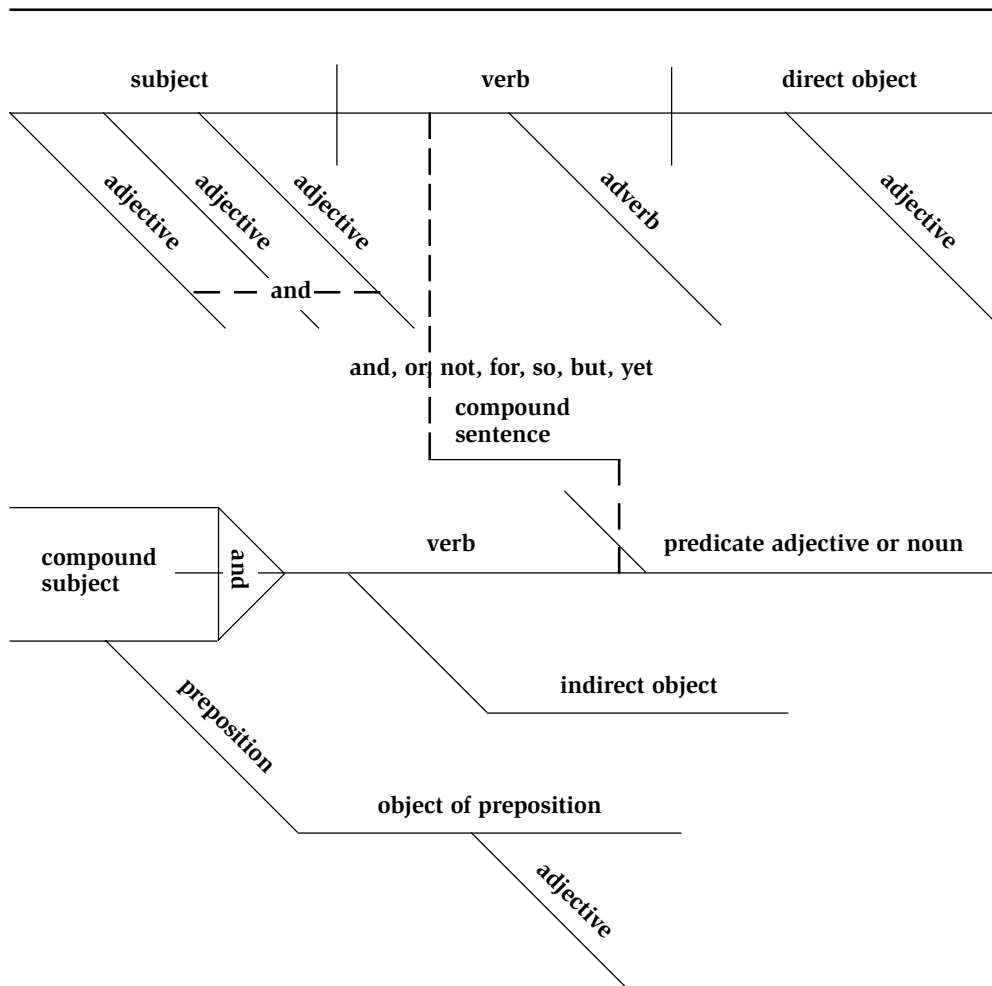 subject verb direct object
adjective adjective adjective adverb adjective
and
and, or, not, for, so, but, yet
compound
sentence
verb predicate adjective or noun
compound
subject
and
indirect object
preposition
object of preposition
adjective